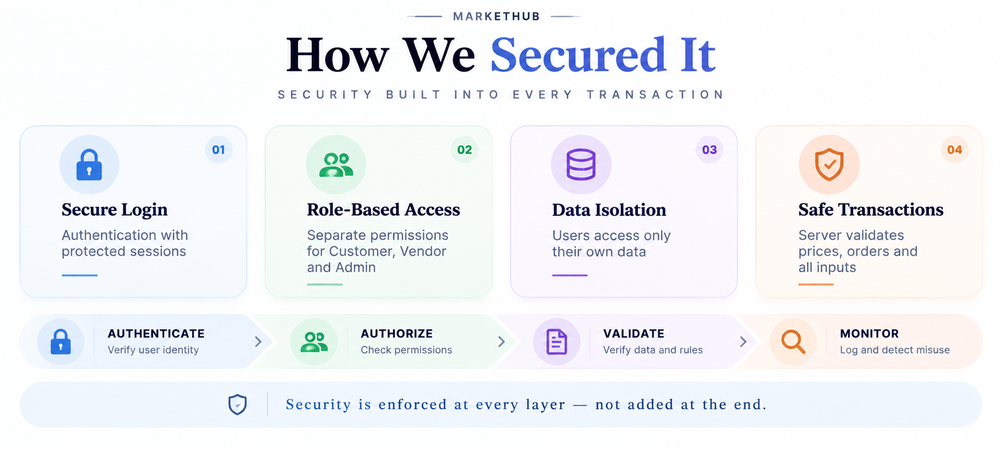 MARKETHUB
How We Secured It
SECURITY BUILT INTO EVERY TRANSACTION
01
Secure Login
Authentication with
protected sessions
02
Role-Based Access
Separate permissions
for Customer, Vendor
and Admin
03
Data Isolation
Users access only
their own data
04
Safe Transactions
Server validates
prices, orders and
all inputs
AUTHENTICATE
Verify user identity
AUTHORIZE
Check permissions
VALIDATE
Verify data and rules
MONITOR
Log and detect misuse
Security is enforced at every layer — not added at the end.